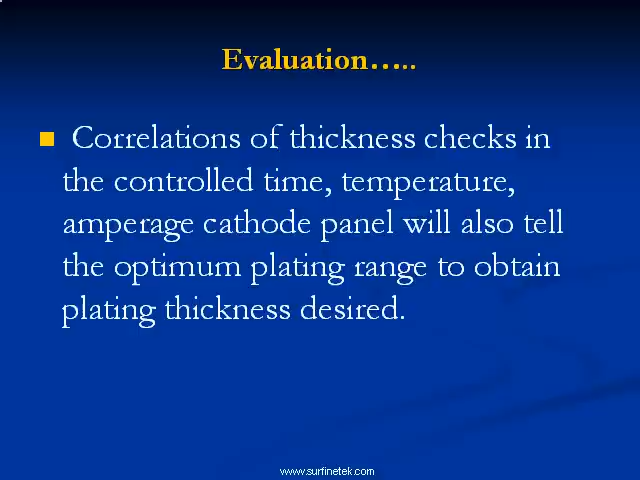 Evaluation…..
Correlations of thickness checks in
the controlled time, temperature,
amperage cathode panel will also tell
the optimum plating range to obtain
plating thickness desired.
www.surfinetek.com